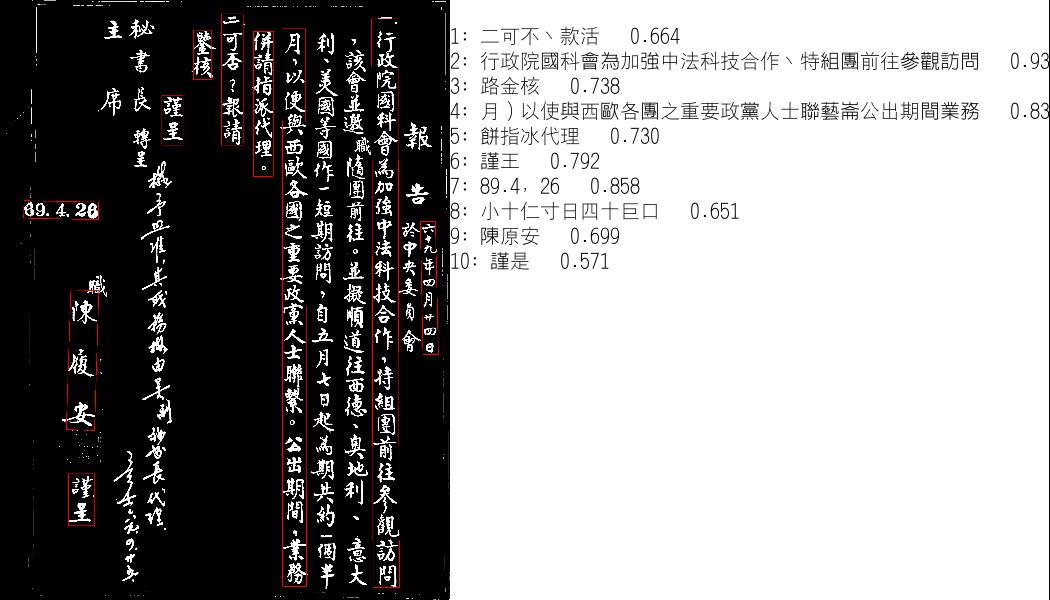 報告
六十九年四月廿四日
於中央委員會
一、行政院國科會為加強中法科技合作，特組團前往參觀訪問
，該會並邀職隨團前往。並擬順道往西德、奧地利、意大
利、美國等國作一短期訪問，自五月七日起為期共約一個半
月，以便與西歐各國之重要政黨人士聯繫。公出期間，業務
併請指派代理。
二可否？報請
鑒核
謹呈
秘書長 轉呈
主席
職
陳履安
謹呈
69.4.26
1: 二可不丶款活 0.664
2: 行政院國科會為加強中法科技合作丶特組團前往參觀訪問 0.93
3: 路金核 0.738
4: 月）以使與西歐各團之重要政黨人士聯藝崙公出期間業務 0.83
5: 餅指冰代理 0.730
6: 謹王 0.792
7: 89.4，26 0.858
8: 小十仁寸日四十巨口 0.651
9: 陳原安 0.699
10: 謹是 0.571